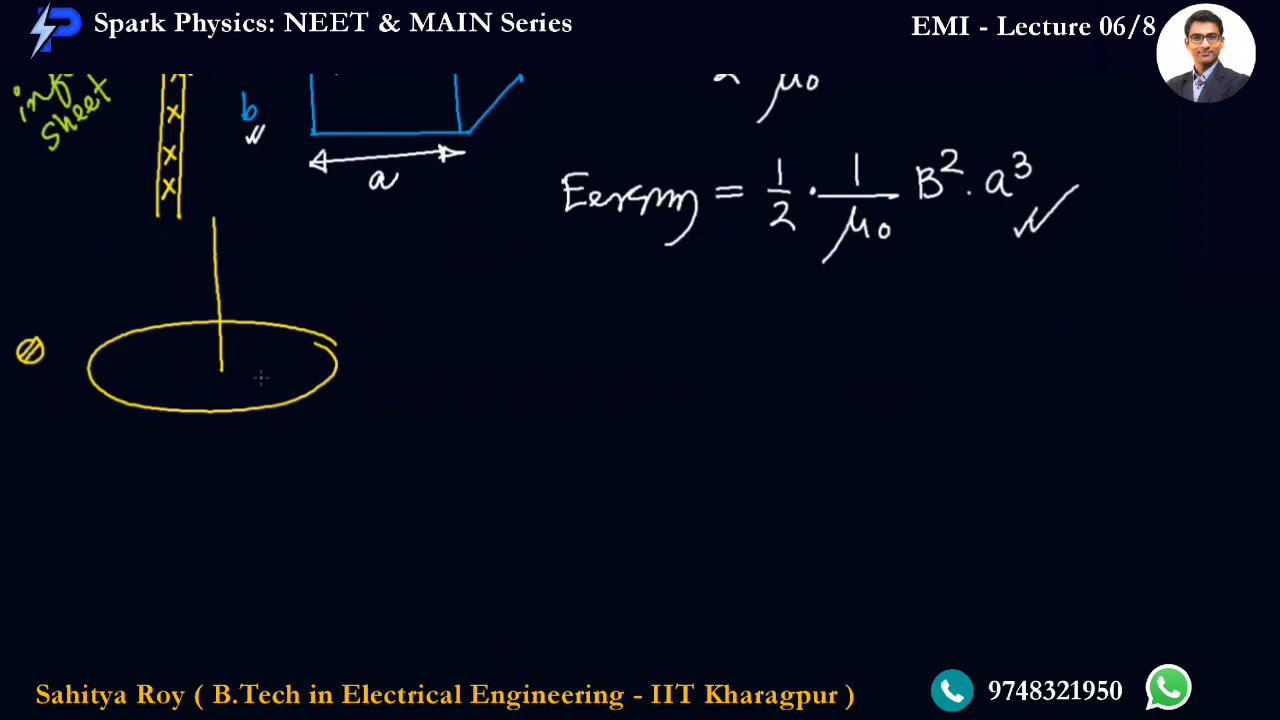 Spark Physics: NEET & MAIN Series
EMI - Lecture 06/8
inf
Sheet
x
x
x
x
b
a
2 μ0
= 1/2 · 1/μ0 B² . a³
Sahitya Roy ( B.Tech in Electrical Engineering - IIT Kharagpur )
9748321950